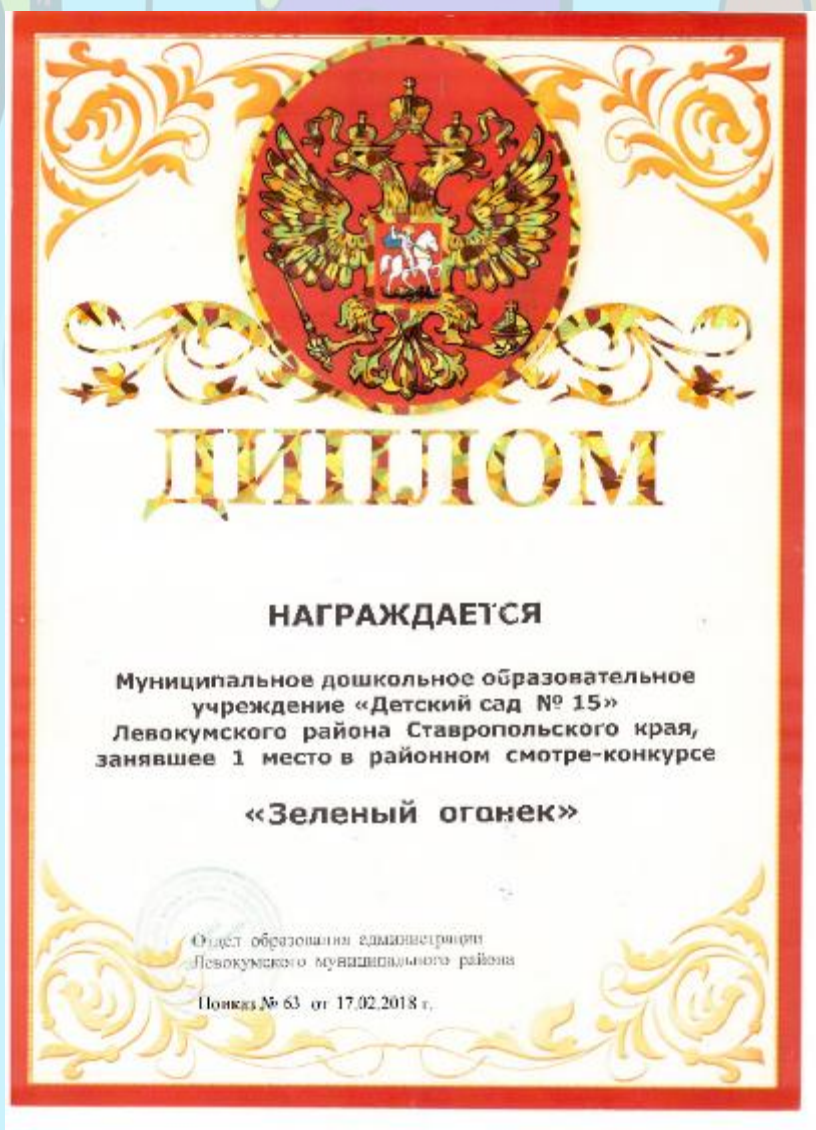 ДИПЛОМ
НАГРАЖДАЕТСЯ
Муниципальное дошкольное образовательное
учреждение «Детский сад № 15»
Левокумского района Ставропольского края,
занявшее 1 место в районном смотре-конкурсе
«Зеленый огонек»
Отдел образования администрации
Левокумского муниципального района
Приказ № 63 от 17.02.2018 г.